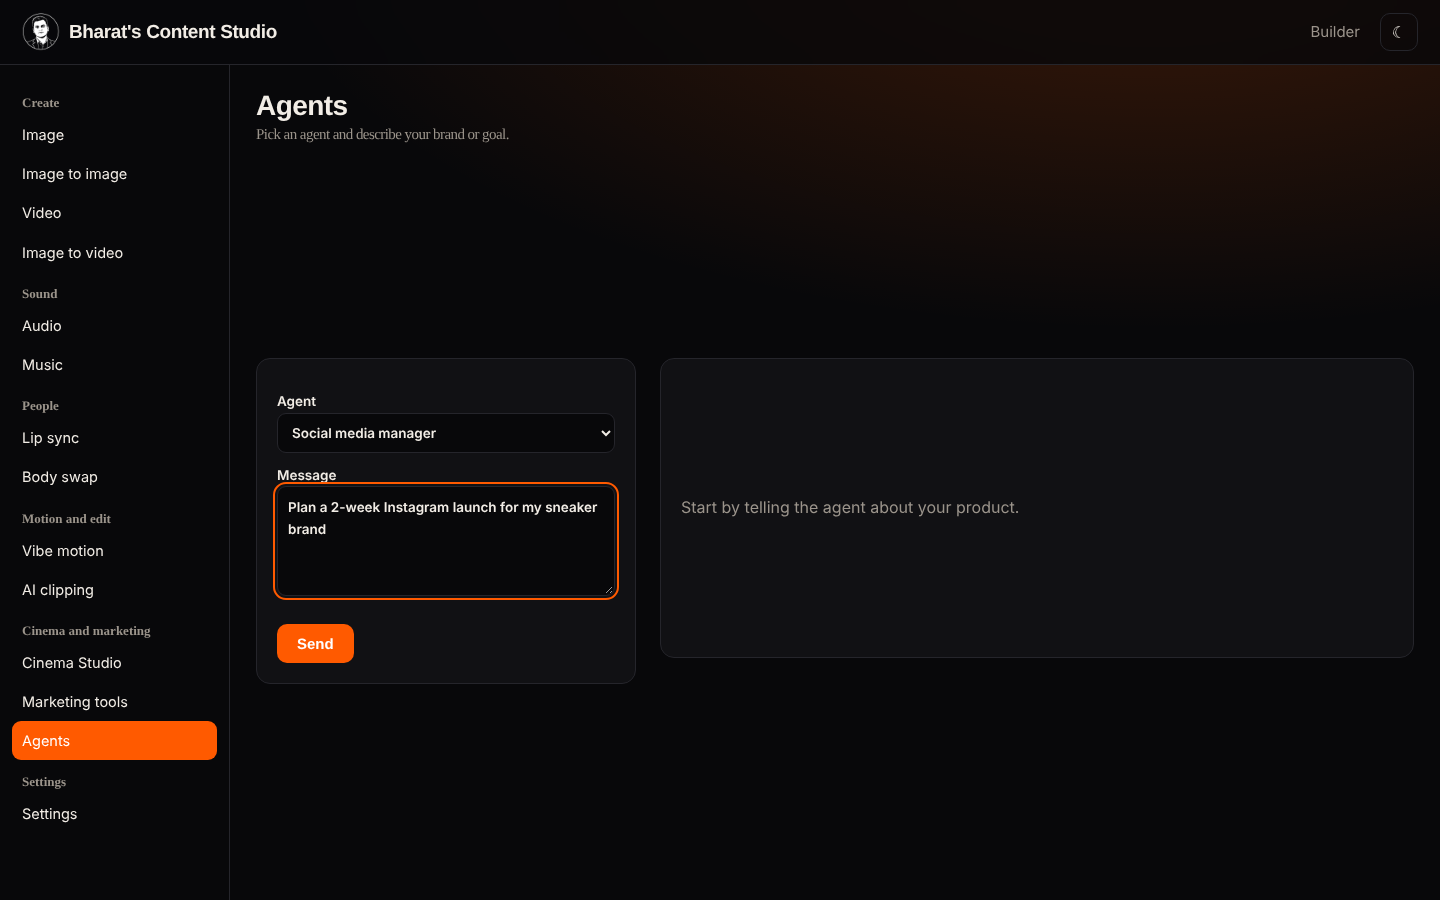 Bharat's Content Studio
Builder
Create
Image
Image to image
Video
Image to video
Sound
Audio
Music
People
Lip sync
Body swap
Motion and edit
Vibe motion
AI clipping
Cinema and marketing
Cinema Studio
Marketing tools
Agents
Settings
Settings
Agents
Pick an agent and describe your brand or goal.
Agent
Social media manager
Message
Plan a 2-week Instagram launch for my sneaker
brand
Send
Start by telling the agent about your product.